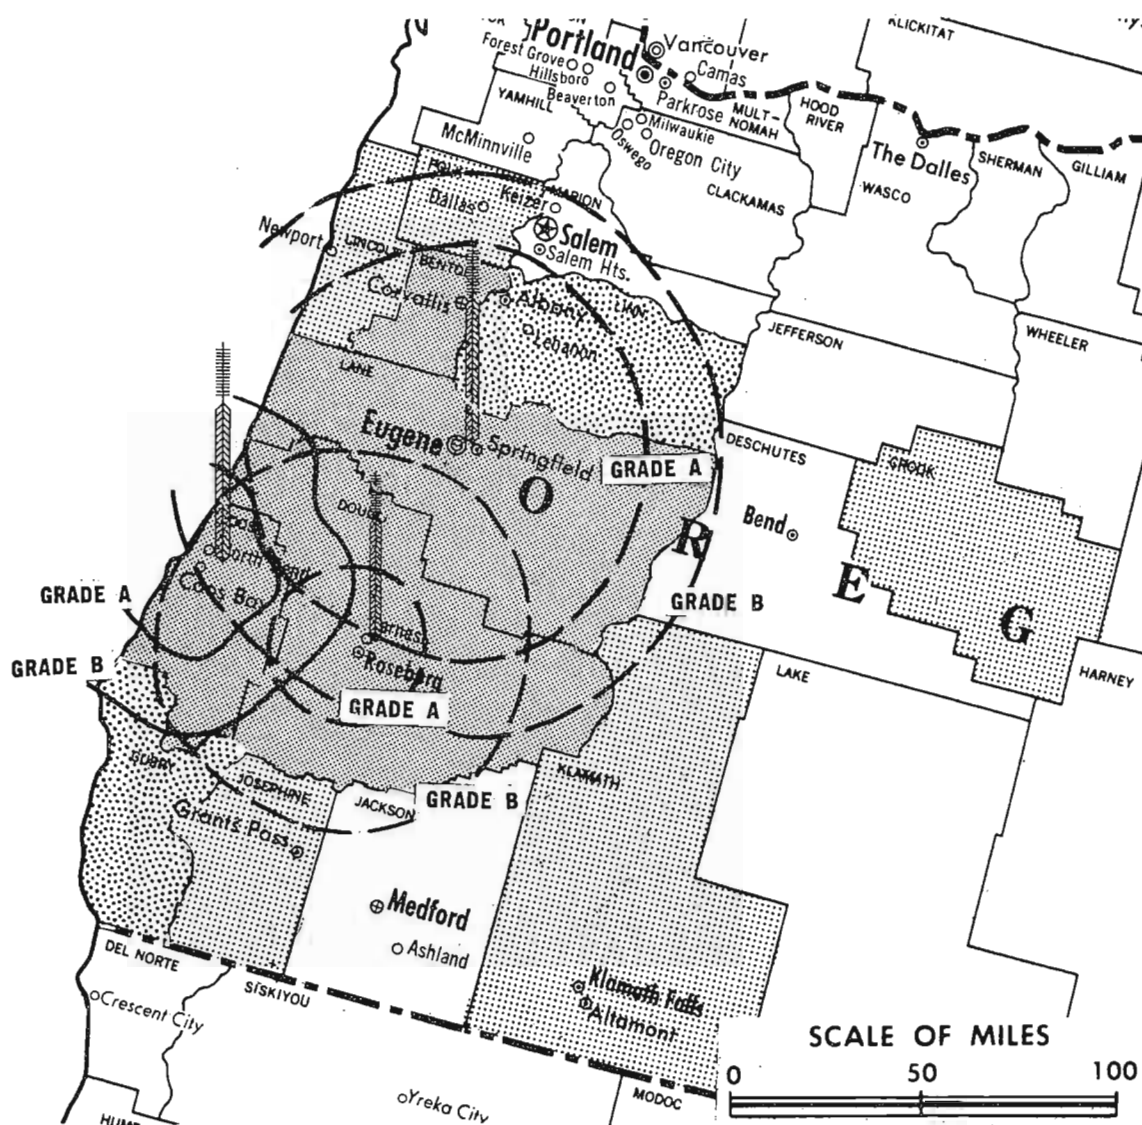 KLICKITAT
Portland
Vancouver
Forest Grove
Camas
Hillsboro
HOOD
RIVER
Beaverton
Parkrose
MULT-
NOMAH
YAMHILL
Milwaukie
McMinnville
Oswego
Oregon City
The Dalles
SHERMAN
GILLIAM
CLACKAMAS
WASCO
POLK
Keizer
MARION
Dallas
Salem
Newport
LINCOLN
Salem Hts.
BENTON
Corvallis
Albany
LINN
Lebanon
JEFFERSON
WHEELER
LANE
Eugene
Springfield
GRADE A
DESCHUTES
CROOK
O
R
E
G
Bend
North Bend
Coos Bay
GRADE A
GRADE B
GRADE B
Roseburg
GRADE A
LAKE
HARNEY
CURRY
JOSEPHINE
JACKSON
GRADE B
KLAMATH
Grants Pass
Medford
Ashland
DEL NORTE
SISKIYOU
Klamath Falls
Altamont
Crescent City
SCALE OF MILES
0 50 100
Yreka City
MODOC